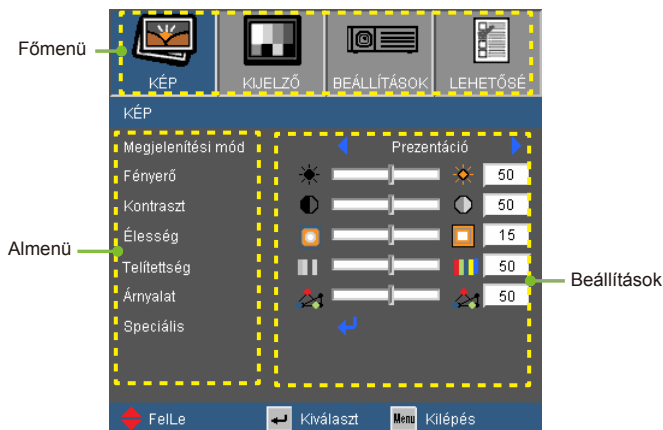 Főmenü
KÉP KIJELZŐ BEÁLLÍTÁSOK LEHETŐSÉ
KÉP
Megjelenítési mód Prezentáció
Fényerő 50
Kontraszt 50
Élesség 15
Almenü
Telítettség 50
Beállítások
Árnyalat 50
Speciális
FelLe Kiválaszt Menu Kilépés